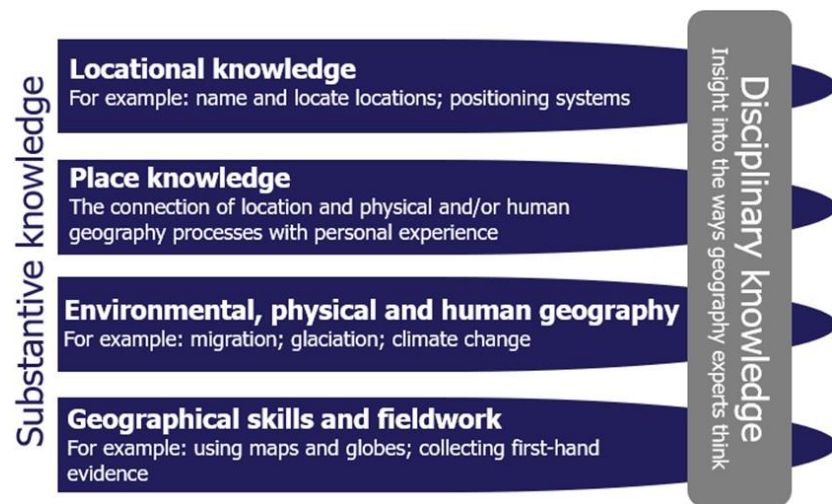 Substantive knowledge
Locational knowledge
For example: name and locate locations; positioning systems
Place knowledge
The connection of location and physical and/or human
geography processes with personal experience
Environmental, physical and human geography
For example: migration; glaciation; climate change
Geographical skills and fieldwork
For example: using maps and globes; collecting first-hand
evidence
Disciplinary knowledge
Insight into the ways geography experts think